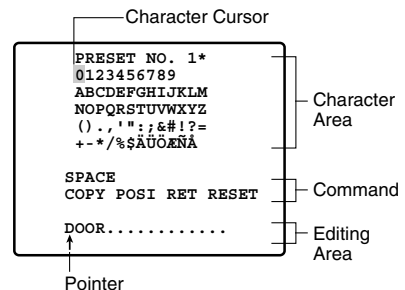 Character Cursor
PRESET NO. 1*
0123456789
ABCDEFGHIJKLM
NOPQRSTUVWXYZ
().,'":;&#!?=
+-*/%$ÄÜÖÆÑÅ
Character
Area
SPACE
COPY POSI RET RESET
Command
DOOR............
Editing
Area
Pointer